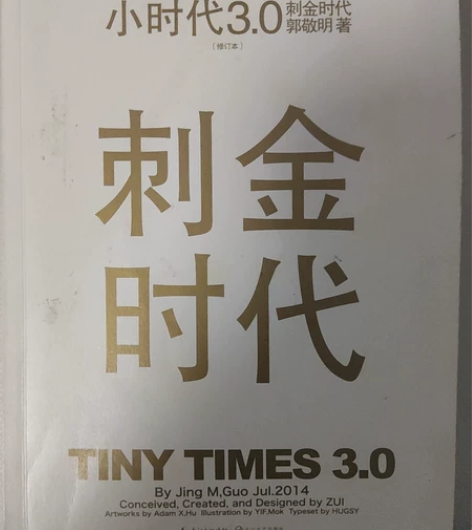 小时代3.0 刺金时代
郭敬明 著
(修订本)
刺金
时代
TINY TIMES 3.0
By Jing M,Guo Jul.2014
Conceived, Created, and Designed by ZUI
Artworks by Adam X.Hu Illustration by YIF.Mok Typeset by HUGSY